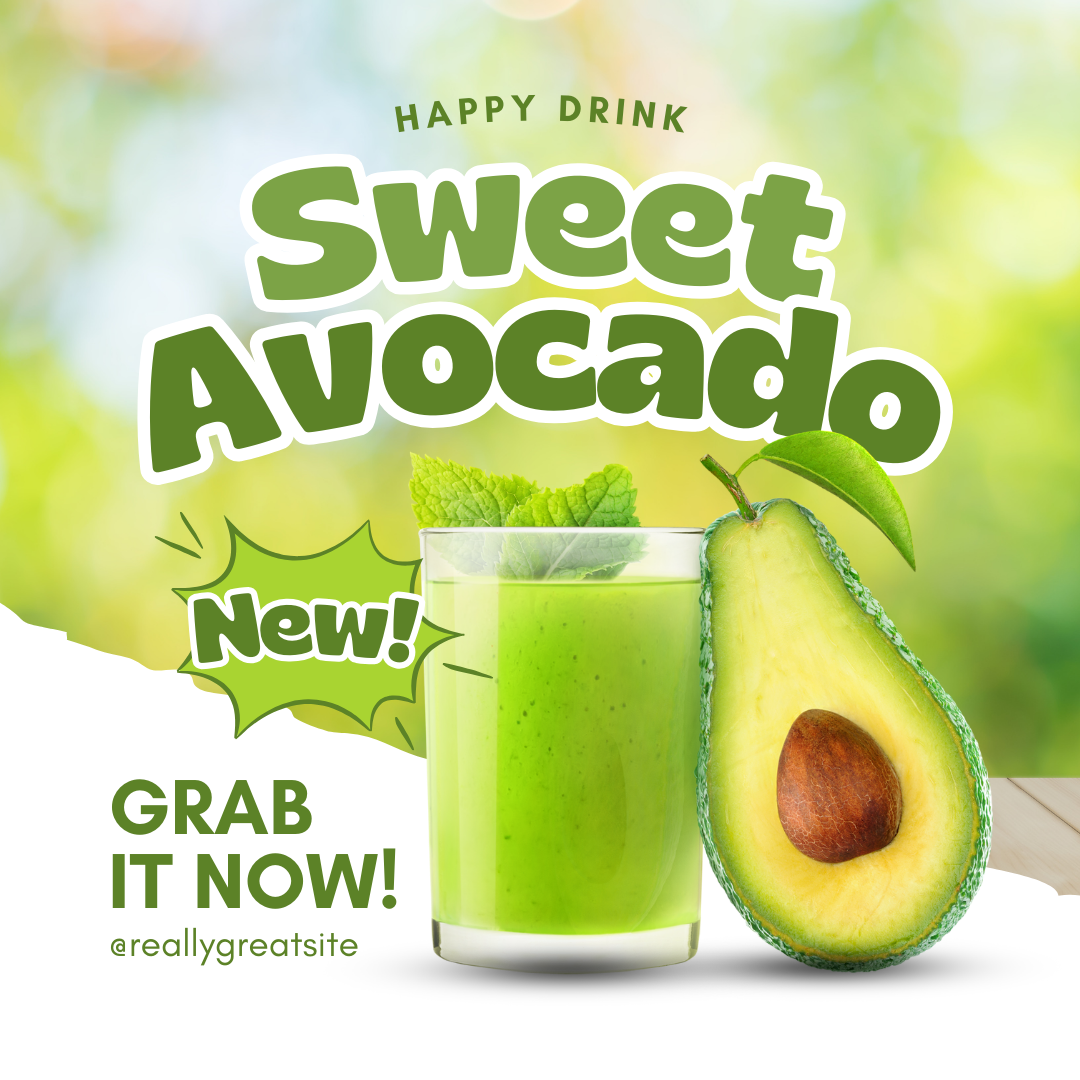 HAPPY DRINK
Sweet
Avocado
New!
GRAB
IT NOW!
@reallygreatsite